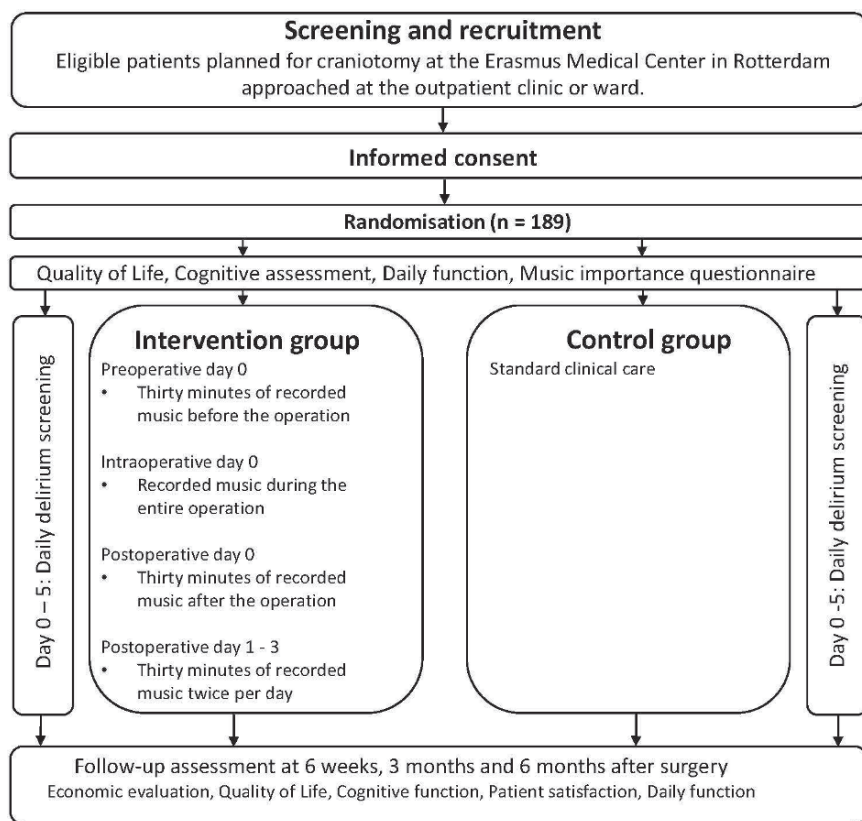 Screening and recruitment
Eligible patients planned for craniotomy at the Erasmus Medical Center in Rotterdam
approached at the outpatient clinic or ward.
Informed consent
Randomisation (n = 189)
Quality of Life, Cognitive assessment, Daily function, Music importance questionnaire
Day 0 – 5: Daily delirium screening
Intervention group
Preoperative day 0
• Thirty minutes of recorded
music before the operation
Intraoperative day 0
• Recorded music during the
entire operation
Postoperative day 0
• Thirty minutes of recorded
music after the operation
Postoperative day 1 - 3
• Thirty minutes of recorded
music twice per day
Control group
Standard clinical care
Day 0 -5: Daily delirium screening
Follow-up assessment at 6 weeks, 3 months and 6 months after surgery
Economic evaluation, Quality of Life, Cognitive function, Patient satisfaction, Daily function